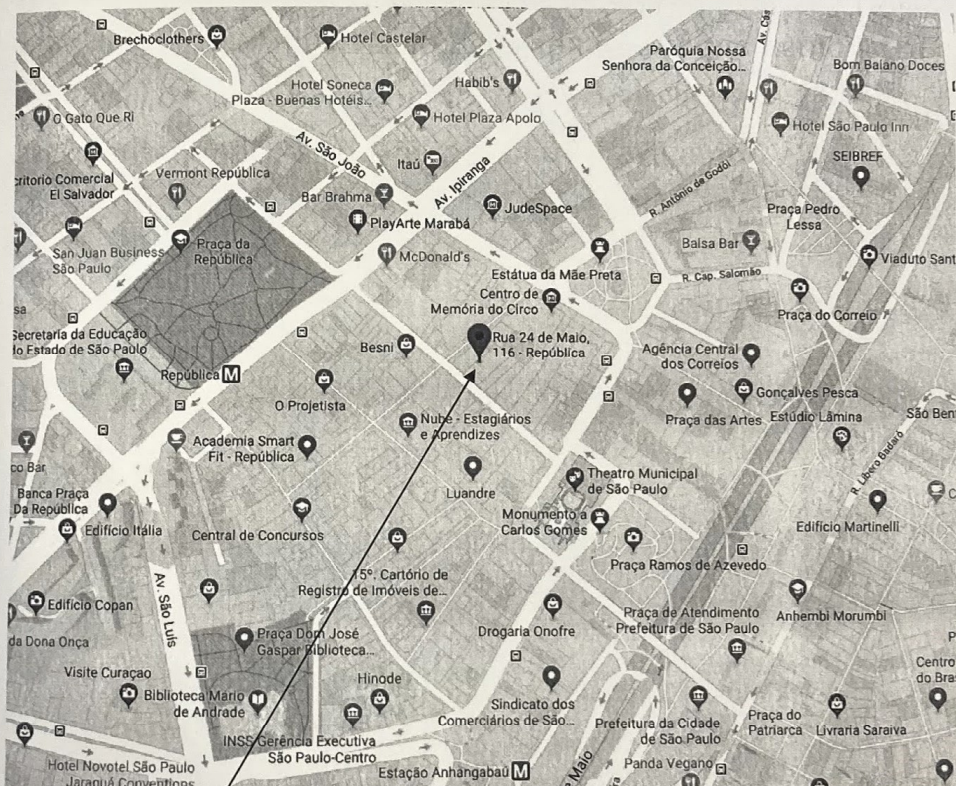 Brechoclothers
Hotel Castelar
Paróquia Nossa
Senhora da Conceição...
Bom Baiano Doces
Hotel Soneca
Plaza - Buenas Hotéis...
Habib's
Av. Cás
O Gato Que Ri
Hotel Plaza Apolo
Hotel São Paulo Inn
Av. São João
Itaú
SEIBREF
critorio Comercial
El Salvador
Vermont República
Av. Ipiranga
R. Antônio de Godói
Bar Brahma
JudeSpace
Praça Pedro
Lessa
PlayArte Marabá
San Juan Business
São Paulo
Praça da
República
McDonald's
Balsa Bar
Viaduto Sant
Estátua da Mãe Preta
R. Cap. Salomão
Centro de
Memória do Circo
Praça do Correio
sa
Secretaria da Educação
do Estado de São Paulo
Besni
Rua 24 de Maio,
116 - República
Agência Central
dos Correios
República
M
O Projetista
Gonçalves Pesca
Praça das Artes
Estúdio Lâmina
São Ben
Nube - Estagiários
e Aprendizes
Academia Smart
Fit - República
co Bar
Luandre
Theatro Municipal
de São Paulo
R. Líbero Badaró
Banca Praça
Da República
Edifício Itália
Central de Concursos
Monumento a
Carlos Gomes
Edifício Martinelli
Praça Ramos de Azevedo
15º. Cartório de
Registro de Imóveis de...
Av. São Luís
Edifício Copan
Drogaria Onofre
Praça de Atendimento
Prefeitura de São Paulo
Anhembi Morumbi
da Dona Onça
Praça Dom José
Gaspar Biblioteca...
Visite Curaçao
Hinode
Centro
do Bras
Biblioteca Mário
de Andrade
Sindicato dos
Comerciários de São...
Prefeitura da Cidade
de São Paulo
Praça do
Patriarca
Livraria Saraiva
INSS Gerência Executiva
São Paulo-Centro
Hotel Novotel São Paulo
Jaraguá Conventions
Estação Anhangabaú
M
Maio
Panda Vegano